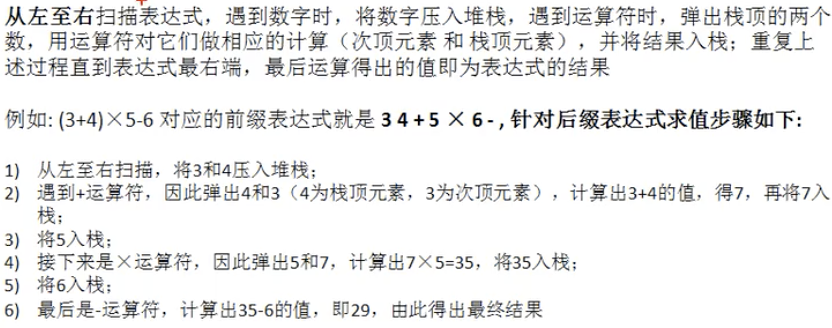 从左至右扫描表达式，遇到数字时，将数字压入堆栈，遇到运算符时，弹出栈顶的两个
数，用运算符对它们做相应的计算（次顶元素 和 栈顶元素），并将结果入栈；重复上
述过程直到表达式最右端，最后运算得出的值即为表达式的结果
例如: (3+4)×5-6 对应的前缀表达式就是 3 4 + 5 × 6 - , 针对后缀表达式求值步骤如下:
1) 从左至右扫描，将3和4压入堆栈；
2) 遇到+运算符，因此弹出4和3（4为栈顶元素，3为次顶元素），计算出3+4的值，得7，再将7入
栈；
3) 将5入栈；
4) 接下来是×运算符，因此弹出5和7，计算出7×5=35，将35入栈；
5) 将6入栈；
6) 最后是-运算符，计算出35-6的值，即29，由此得出最终结果